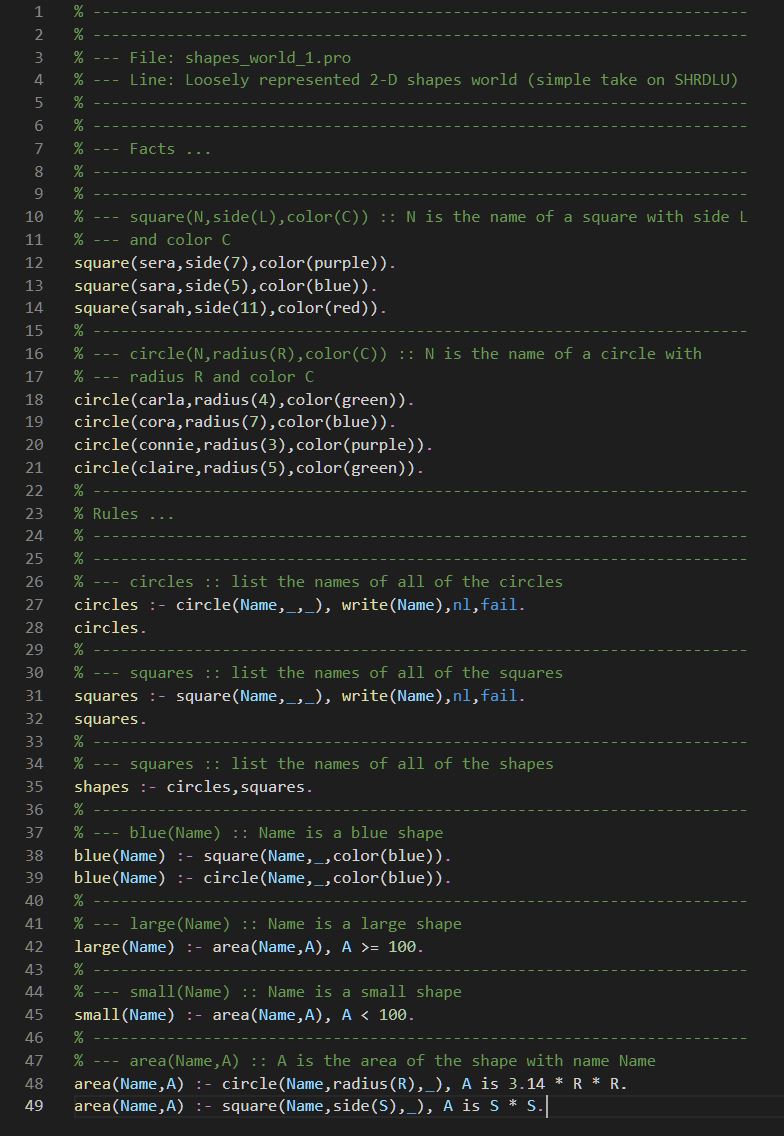 1 % -----------------------------------------------------------------------
2 % -----------------------------------------------------------------------
3 % --- File: shapes_world_1.pro
4 % --- Line: Loosely represented 2-D shapes world (simple take on SHRDLU)
5 % -----------------------------------------------------------------------
6 % -----------------------------------------------------------------------
7 % --- Facts ...
8 % -----------------------------------------------------------------------
9 % -----------------------------------------------------------------------
10 % --- square(N,side(L),color(C)) :: N is the name of a square with side L
11 % --- and color C
12 square(sera,side(7),color(purple)).
13 square(sara,side(5),color(blue)).
14 square(sarah,side(11),color(red)).
15 % -----------------------------------------------------------------------
16 % --- circle(N,radius(R),color(C)) :: N is the name of a circle with
17 % --- radius R and color C
18 circle(carla,radius(4),color(green)).
19 circle(cora,radius(7),color(blue)).
20 circle(connie,radius(3),color(purple)).
21 circle(claire,radius(5),color(green)).
22 % -----------------------------------------------------------------------
23 % Rules ...
24 % -----------------------------------------------------------------------
25 % -----------------------------------------------------------------------
26 % --- circles :: list the names of all of the circles
27 circles :- circle(Name,_,_), write(Name),nl,fail.
28 circles.
29 % -----------------------------------------------------------------------
30 % --- squares :: list the names of all of the squares
31 squares :- square(Name,_,_), write(Name),nl,fail.
32 squares.
33 % -----------------------------------------------------------------------
34 % --- squares :: list the names of all of the shapes
35 shapes :- circles,squares.
36 % -----------------------------------------------------------------------
37 % --- blue(Name) :: Name is a blue shape
38 blue(Name) :- square(Name,_,color(blue)).
39 blue(Name) :- circle(Name,_,color(blue)).
40 % -----------------------------------------------------------------------
41 % --- large(Name) :: Name is a large shape
42 large(Name) :- area(Name,A), A >= 100.
43 % -----------------------------------------------------------------------
44 % --- small(Name) :: Name is a small shape
45 small(Name) :- area(Name,A), A < 100.
46 % -----------------------------------------------------------------------
47 % --- area(Name,A) :: A is the area of the shape with name Name
48 area(Name,A) :- circle(Name,radius(R),_), A is 3.14 * R * R.
49 area(Name,A) :- square(Name,side(S),_), A is S * S.